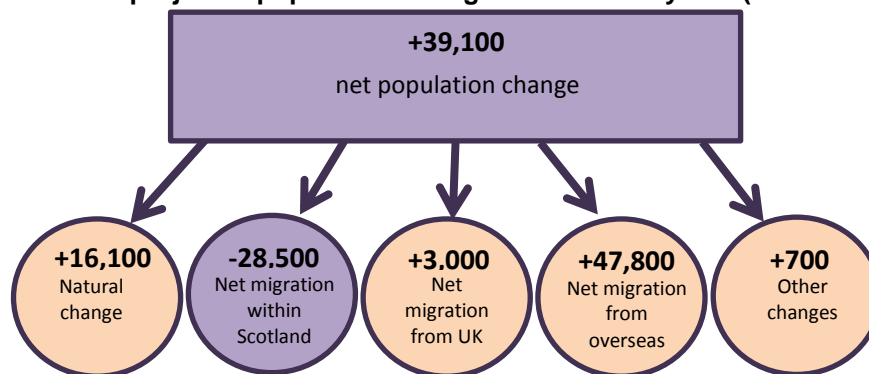 +39,100
net population change
+16,100
Natural
change
-28,500
Net migration
within
Scotland
+3,000
Net
migration
from UK
+47,800
Net migration
from
overseas
+700
Other
changes